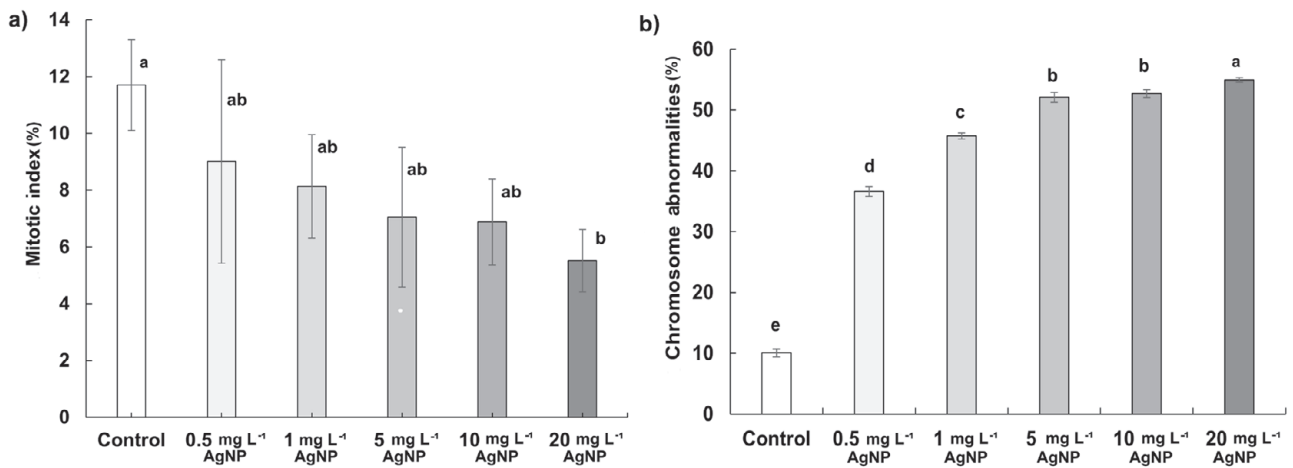 a)
Mitotic index (%)
14
12
10
8
6
4
2
0
a
ab
ab
ab
ab
b
Control
0.5 mg L⁻¹
AgNP
1 mg L⁻¹
AgNP
5 mg L⁻¹
AgNP
10 mg L⁻¹
AgNP
20 mg L⁻¹
AgNP
b)
Chromosome abnormalities (%)
60
50
40
30
20
10
0
e
d
c
b
b
a
Control
0.5 mg L⁻¹
AgNP
1 mg L⁻¹
AgNP
5 mg L⁻¹
AgNP
10 mg L⁻¹
AgNP
20 mg L⁻¹
AgNP